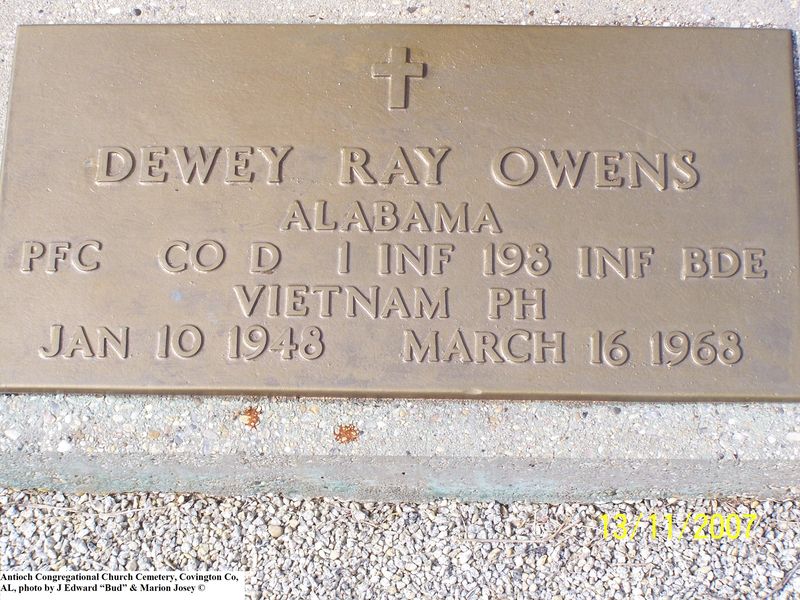 DEWEY RAY OWENS
ALABAMA
PFC CO D 1 INF 198 INF BDE
VIETNAM PH
JAN 10 1948 MARCH 16 1968
13/11/2007
Antioch Congregational Church Cemetery, Covington Co,
AL, photo by J Edward “Bud” & Marion Josey ©